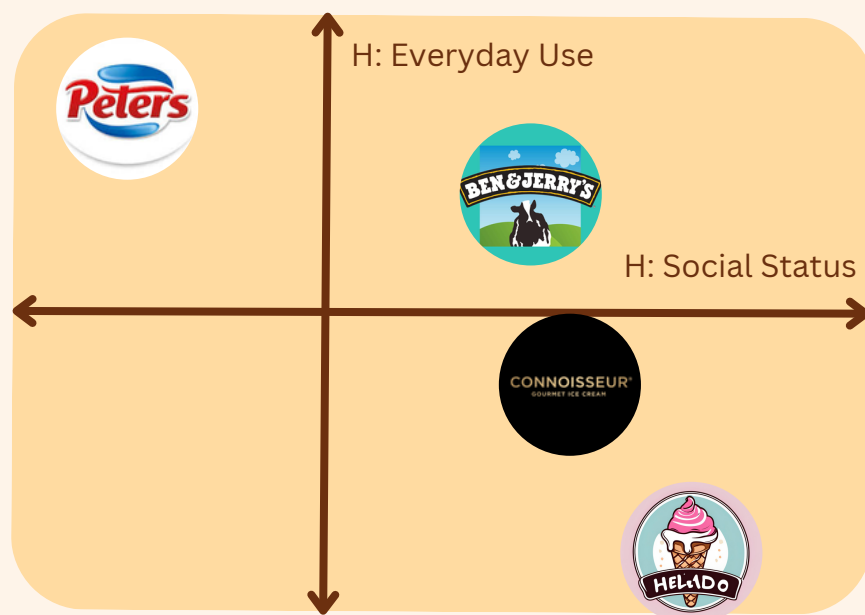 H: Everyday Use
Peters
BEN & JERRY'S
H: Social Status
CONNOISSEUR
GOURMET ICE CREAM
HELADO